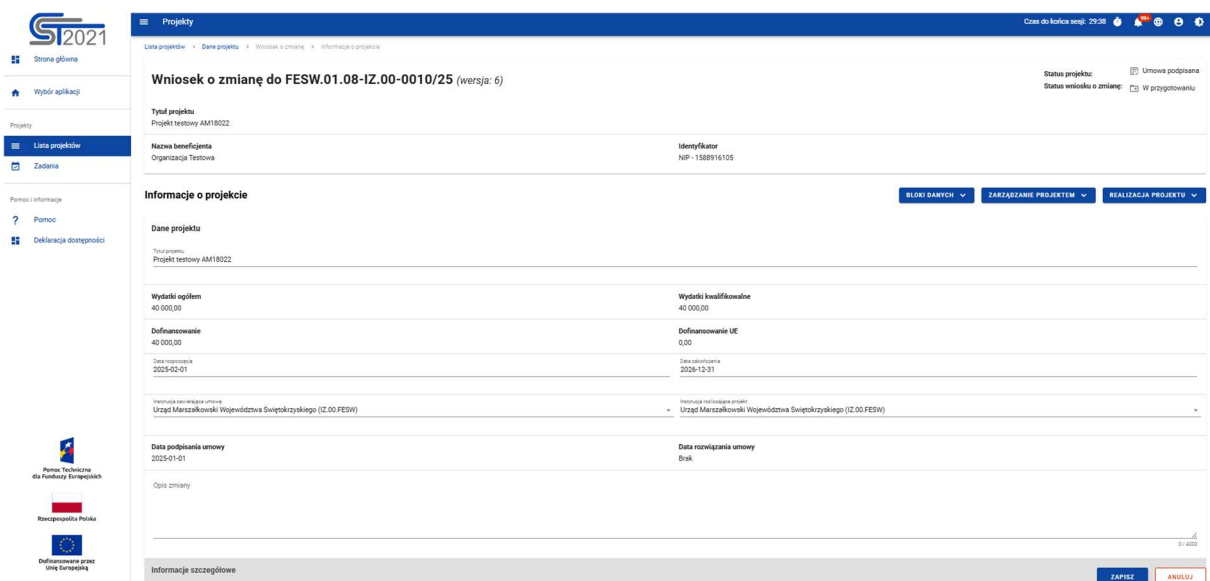 ST2021
Projekty
Czas do końca sesji: 29:38
99+
Lista projektów > Dane projektu > Wniosek o zmianę > Informacje o projekcie
Strona główna
Wybór aplikacji
Projekty
Lista projektów
Zadania
Pomoc i informacje
? Pomoc
Deklaracja dostępności
Pomoc Techniczna
dla Funduszy Europejskich
Rzeczpospolita Polska
Dofinansowane przez
Unię Europejską
Wniosek o zmianę do FESW.01.08-IZ.00-0010/25 (wersja: 6)
Status projektu: Umowa podpisana
Status wniosku o zmianę: W przygotowaniu
Tytuł projektu
Projekt testowy AM18022
Nazwa beneficjenta Identyfikator
Organizacja Testowa NIP - 1588916105
Informacje o projekcie
BLOKI DANYCH ZARZĄDZANIE PROJEKTEM REALIZACJA PROJEKTU
Dane projektu
Tytuł projektu
Projekt testowy AM18022
Wydatki ogółem Wydatki kwalifikowalne
40 000,00 40 000,00
Dofinansowanie Dofinansowanie UE
40 000,00 0,00
Data rozpoczęcia Data zakończenia
2025-02-01 2026-12-31
Instytucja zawierająca umowę Instytucja rozliczająca projekt
Urząd Marszałkowski Województwa Świętokrzyskiego (IZ.00.FESW) Urząd Marszałkowski Województwa Świętokrzyskiego (IZ.00.FESW)
Data podpisania umowy Data rozwiązania umowy
2025-01-01 Brak
Opis zmiany
0 / 4000
Informacje szczegółowe
ZAPISZ ANULUJ